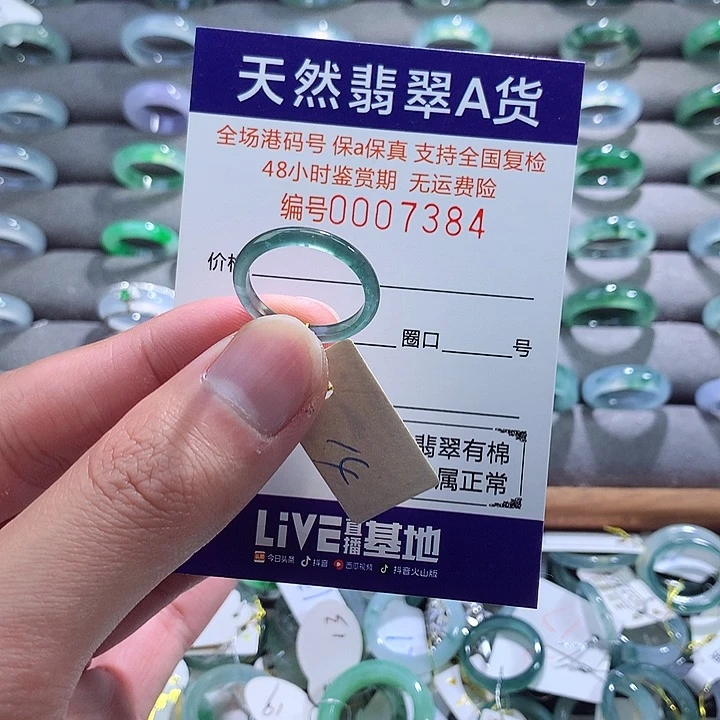 天然翡翠A货
全场港码号 保a保真 支持全国复检
48小时鉴赏期 无运费险
编号0007384
价格
圈口 号
翡翠有棉
属正常
14
LiVE直播基地
今日头条 抖音 西瓜视频 抖音火山版
13
19